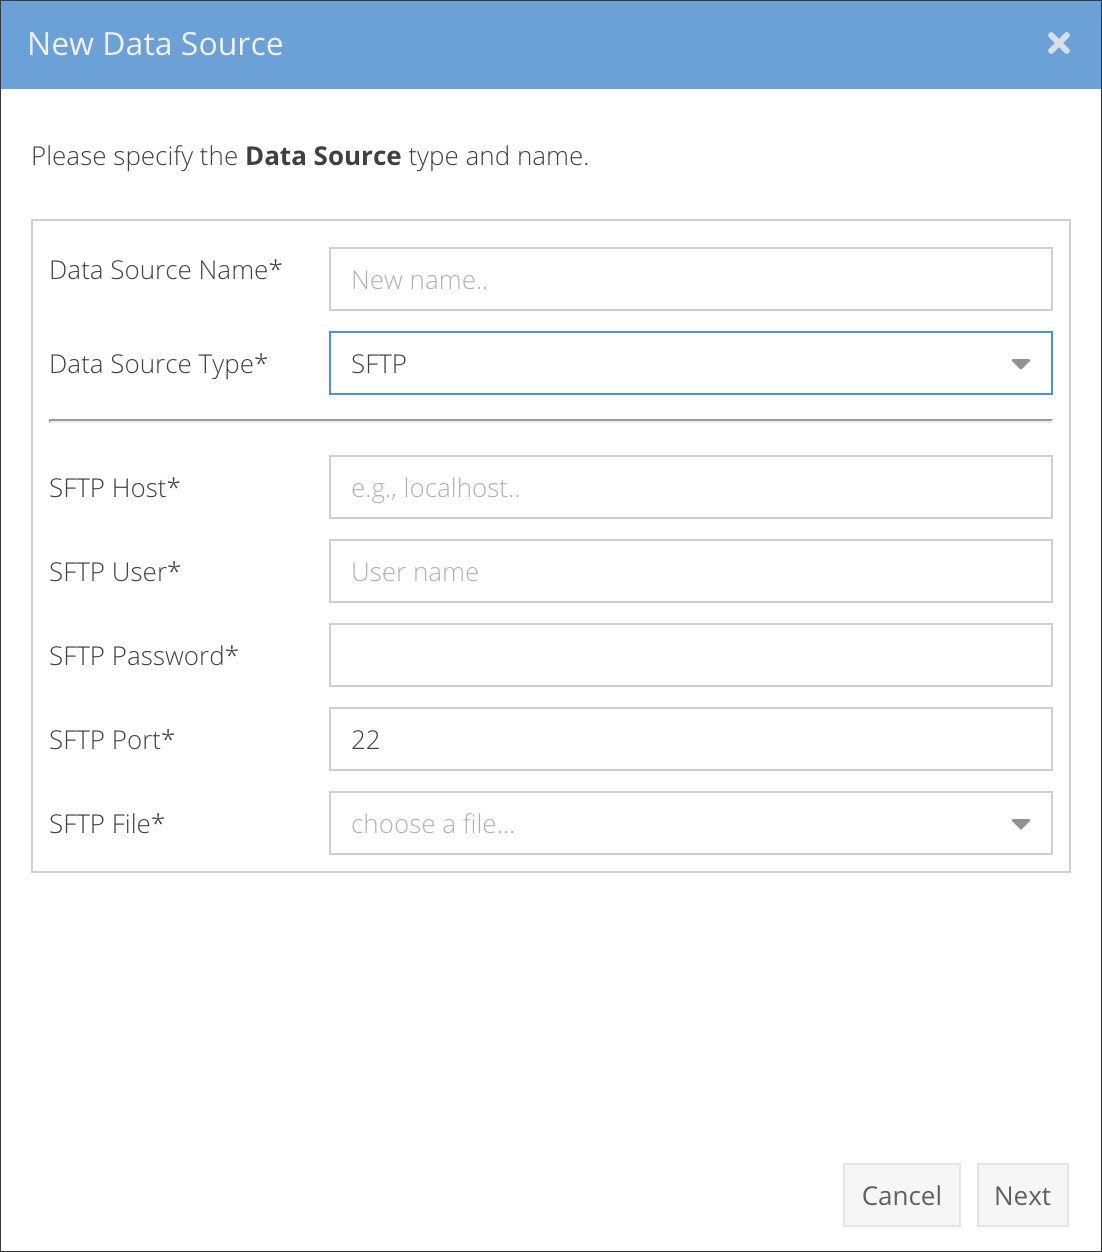 New Data Source
Please specify the Data Source type and name.
Data Source Name*
New name..
Data Source Type*
SFTP
SFTP Host*
e.g., localhost..
SFTP User*
User name
SFTP Password*
SFTP Port*
22
SFTP File*
choose a file...
Cancel
Next